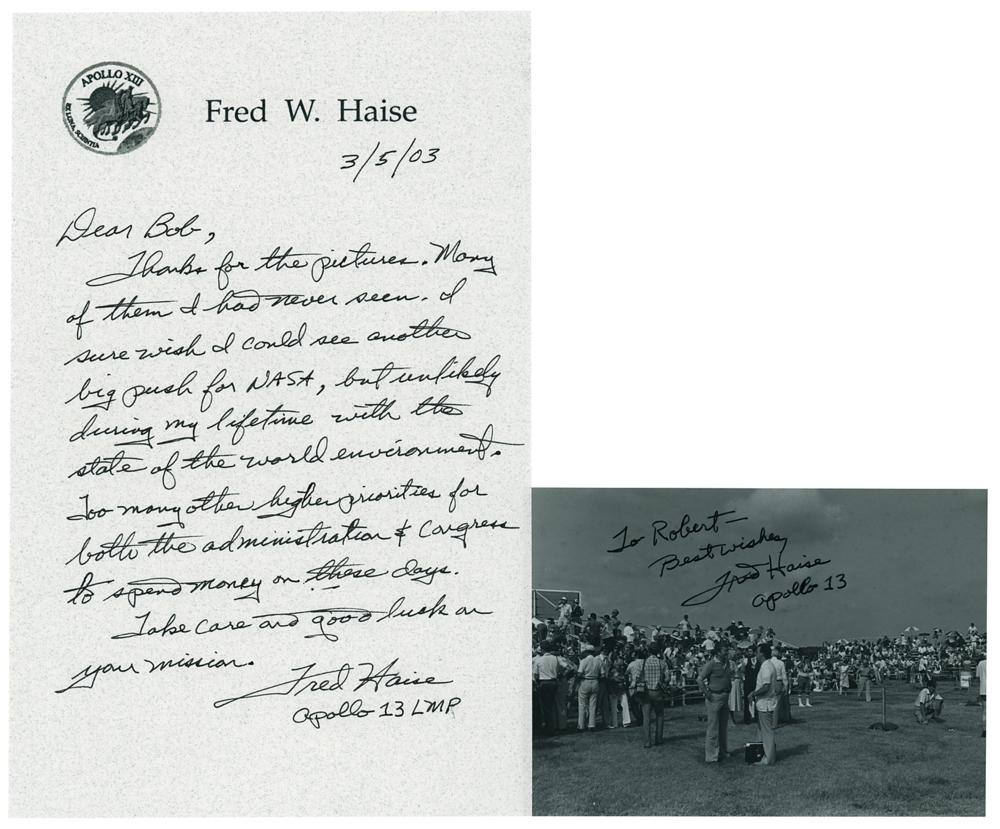 APOLLO XIII
EX LUNA, SCIENTIA
Fred W. Haise
3/5/03
Dear Bob,
Thanks for the pictures. Many
of them I had never seen. I
sure wish I could see another
big push for NASA, but unlikely
during my lifetime with the
state of the world environment.
Too many other higher priorities for
both the administration & Congress
to spend money on these days.
Take care and good luck on
your mission.
Fred Haise
Apollo 13 LMP
To Robert—
Best wishes
Fred Haise
Apollo 13